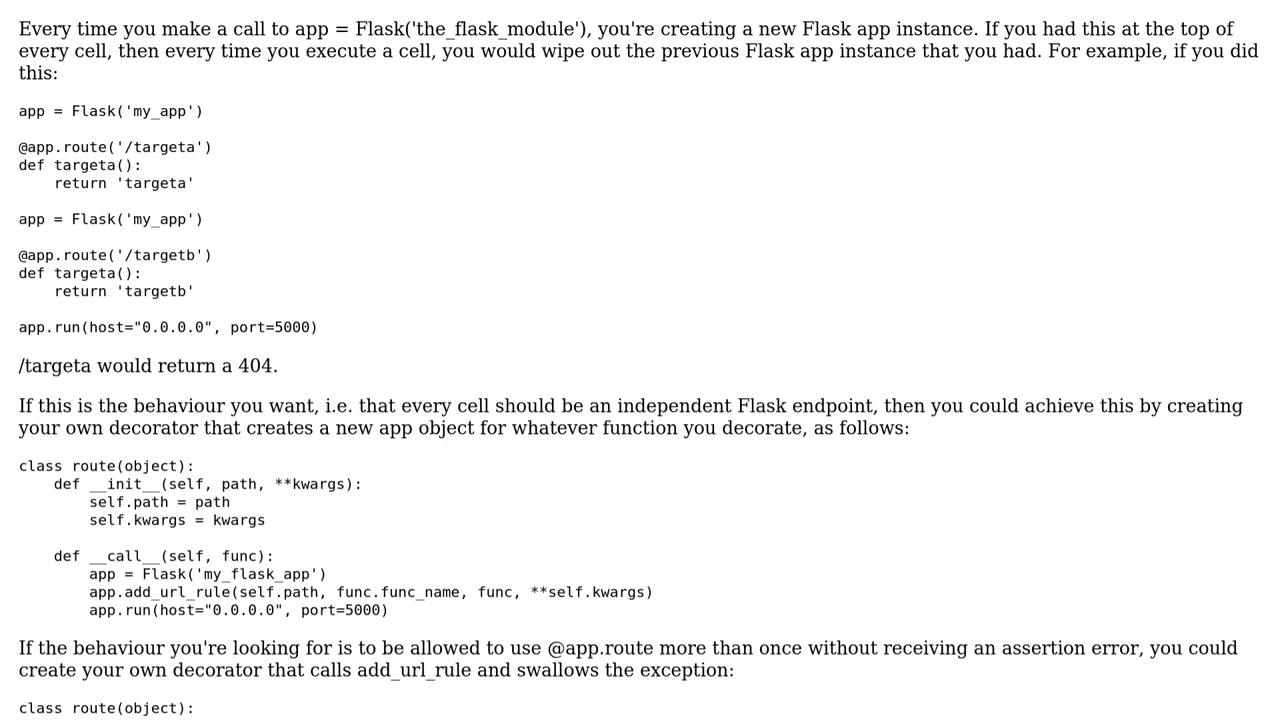 Every time you make a call to app = Flask('the_flask_module'), you're creating a new Flask app instance. If you had this at the top of
every cell, then every time you execute a cell, you would wipe out the previous Flask app instance that you had. For example, if you did
this:
app = Flask('my_app')
@app.route('/targeta')
def targeta():
    return 'targeta'
app = Flask('my_app')
@app.route('/targetb')
def targeta():
    return 'targetb'
app.run(host="0.0.0.0", port=5000)
/targeta would return a 404.
If this is the behaviour you want, i.e. that every cell should be an independent Flask endpoint, then you could achieve this by creating
your own decorator that creates a new app object for whatever function you decorate, as follows:
class route(object):
    def __init__(self, path, **kwargs):
        self.path = path
        self.kwargs = kwargs
    def __call__(self, func):
        app = Flask('my_flask_app')
        app.add_url_rule(self.path, func.func_name, func, **self.kwargs)
        app.run(host="0.0.0.0", port=5000)
If the behaviour you're looking for is to be allowed to use @app.route more than once without receiving an assertion error, you could
create your own decorator that calls add_url_rule and swallows the exception:
class route(object):